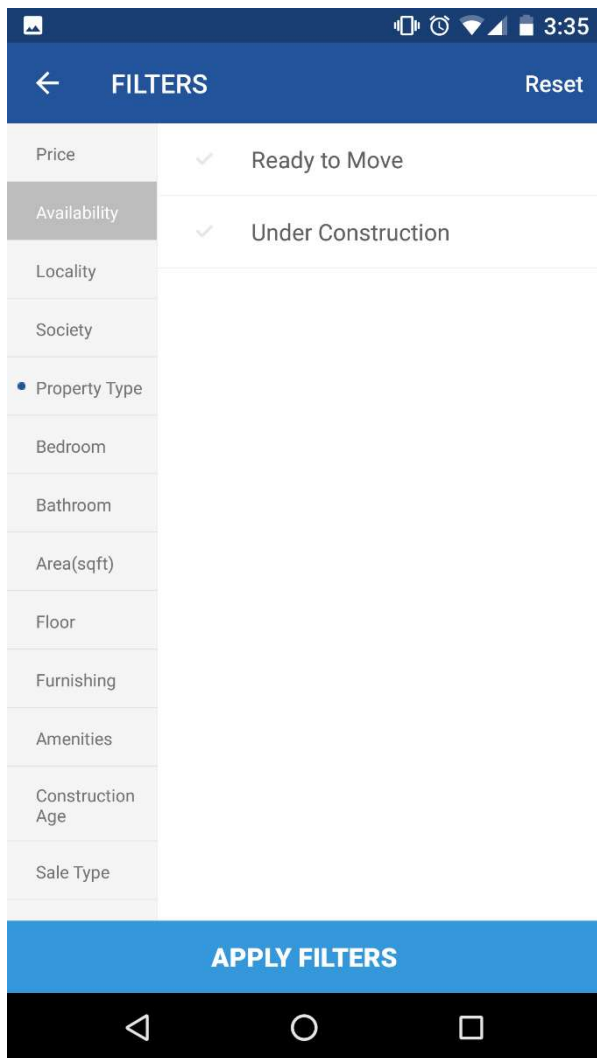 3:35
FILTERS
Reset
Price
Availability
Locality
Society
Property Type
Bedroom
Bathroom
Area(sqft)
Floor
Furnishing
Amenities
Construction
Age
Sale Type
Ready to Move
Under Construction
APPLY FILTERS